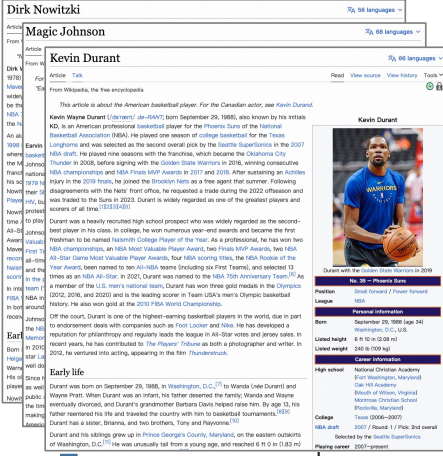 Dirk Nowitzki
56 languages
Magic Johnson
68 languages
Kevin Durant
66 languages
Article Talk
Read View source View history Tools
From Wikipedia, the free encyclopedia
This article is about the American basketball player. For the Canadian actor, see Kevin Durant.
Kevin Wayne Durant (/dəˈrænt/; də-RANT; born September 29, 1988), also known by his initials
KD, is an American professional basketball player for the Phoenix Suns of the National
Basketball Association (NBA). He played one season of college basketball for the Texas
Longhorns and was selected as the second overall pick by the Seattle SuperSonics in the 2007
NBA draft. He played nine seasons with the franchise, which became the Oklahoma City
Thunder in 2008, before signing with the Golden State Warriors in 2016, winning consecutive
NBA championships and NBA Finals MVP Awards in 2017 and 2018. After sustaining an Achilles
injury in the 2019 finals, he joined the Brooklyn Nets as a free agent that summer. Following
disagreements with the Nets' front office, he requested a trade during the 2022 offseason and
was traded to the Suns in 2023. Durant is widely regarded as one of the greatest players and
scorers of all time.[1][2][3][4][5]
Durant was a heavily recruited high school prospect who was widely regarded as the second-
best player in his class. In college, he won numerous year-end awards and became the first
freshman to be named Naismith College Player of the Year. As a professional, he has won two
NBA championships, an NBA Most Valuable Player Award, two Finals MVP Awards, two NBA
All-Star Game Most Valuable Player Awards, four NBA scoring titles, the NBA Rookie of the
Year Award, been named to ten All-NBA teams (including six First Teams), and selected 13
times as an NBA All-Star. In 2021, Durant was named to the NBA 75th Anniversary Team.[6] As
a member of the U.S. men's national team, Durant has won three gold medals in the Olympics
(2012, 2016, and 2020) and is the leading scorer in Team USA's men's Olympic basketball
history. He also won gold at the 2010 FIBA World Championship.
Off the court, Durant is one of the highest-earning basketball players in the world, due in part
to endorsement deals with companies such as Foot Locker and Nike. He has developed a
reputation for philanthropy and regularly leads the league in All-Star votes and jersey sales. In
recent years, he has contributed to The Players' Tribune as both a photographer and writer. In
2012, he ventured into acting, appearing in the film Thunderstruck.
Early life
Durant was born on September 29, 1988, in Washington, D.C.,[7] to Wanda (née Durant) and
Wayne Pratt. When Durant was an infant, his father deserted the family; Wanda and Wayne
eventually divorced, and Durant's grandmother Barbara Davis helped raise him. By age 13, his
father reentered his life and traveled the country with him to basketball tournaments.[8][9]
Durant has a sister, Brianna, and two brothers, Tony and Rayvonne.[10]
Durant and his siblings grew up in Prince George's County, Maryland, on the eastern outskirts
of Washington, D.C.[11] He was unusually tall from a young age, and reached 6 ft 0 in (1.83 m)
Kevin Durant
WARRIORS
Durant with the Golden State Warriors in 2019
No. 35 – Phoenix Suns
Position Small forward / Power forward
League NBA
Personal information
Born September 29, 1988 (age 34)
Washington, D.C., U.S.
Listed height 6 ft 10 in (2.08 m)
Listed weight 240 lb (109 kg)
Career information
High school National Christian Academy
(Fort Washington, Maryland)
Oak Hill Academy
(Mouth of Wilson, Virginia)
Montrose Christian School
(Rockville, Maryland)
College Texas (2006–2007)
NBA draft 2007 / Round: 1 / Pick: 2nd overall
Selected by the Seattle SuperSonics
Playing career 2007–present